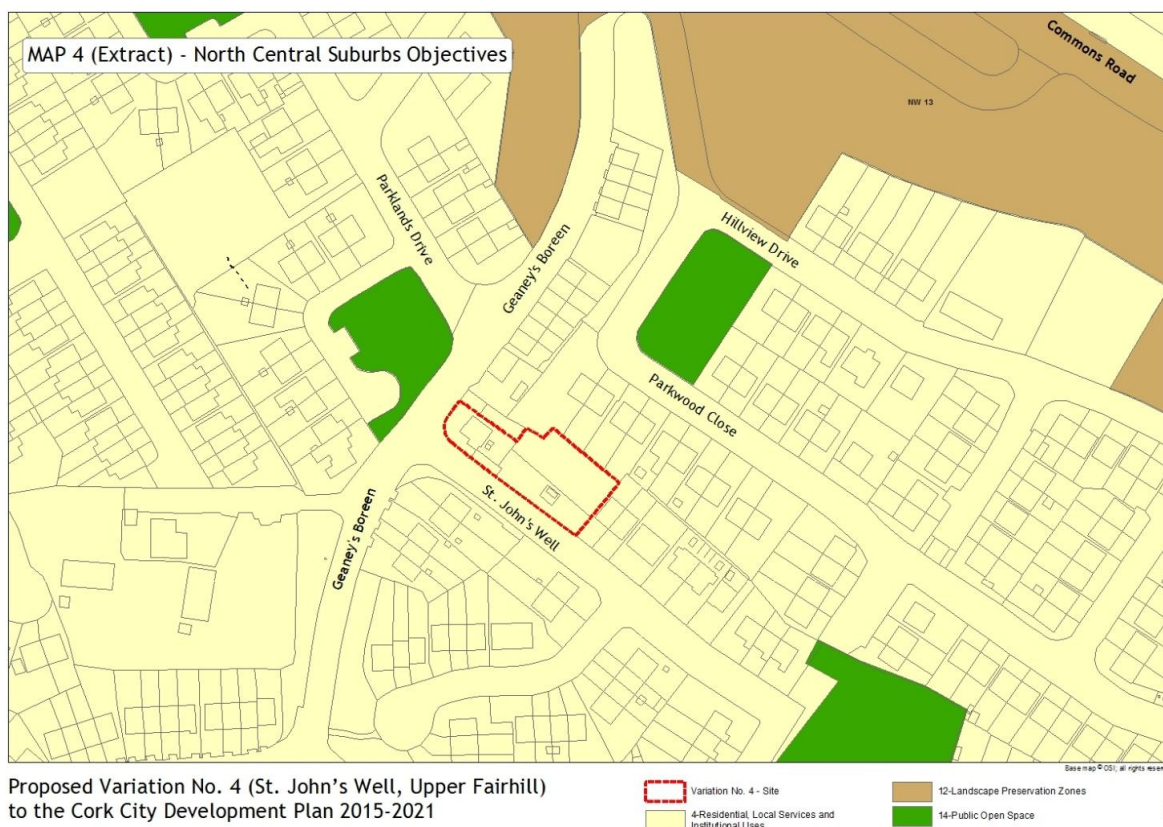 MAP 4 (Extract) - North Central Suburbs Objectives
Commons Road
NW 13
Parklands Drive
Geaney's Boreen
Hillview Drive
Parkwood Close
St. John's Well
Geaney's Boreen
Base map © OSI; all rights reser
Proposed Variation No. 4 (St. John's Well, Upper Fairhill)
to the Cork City Development Plan 2015-2021
Variation No. 4 - Site
4-Residential, Local Services and
Institutional Uses
12-Landscape Preservation Zones
14-Public Open Space